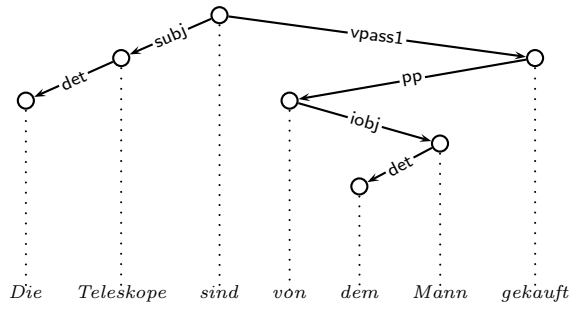 subj
vpass1
det
pp
iobj
det
Die Teleskope sind von dem Mann gekauft